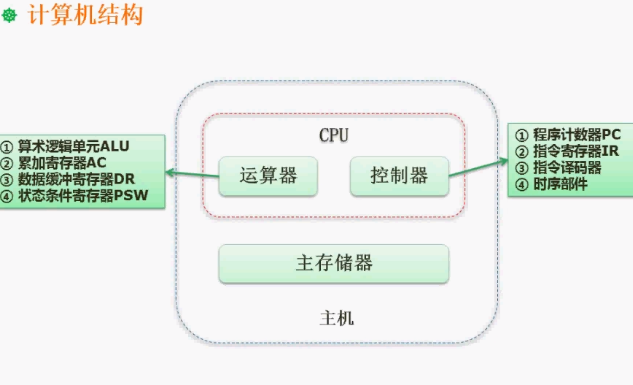 计算机结构
CPU
① 算术逻辑单元ALU
② 累加寄存器AC
③ 数据缓冲寄存器DR
④ 状态条件寄存器PSW
运算器
控制器
① 程序计数器PC
② 指令寄存器IR
③ 指令译码器
④ 时序部件
主存储器
主机